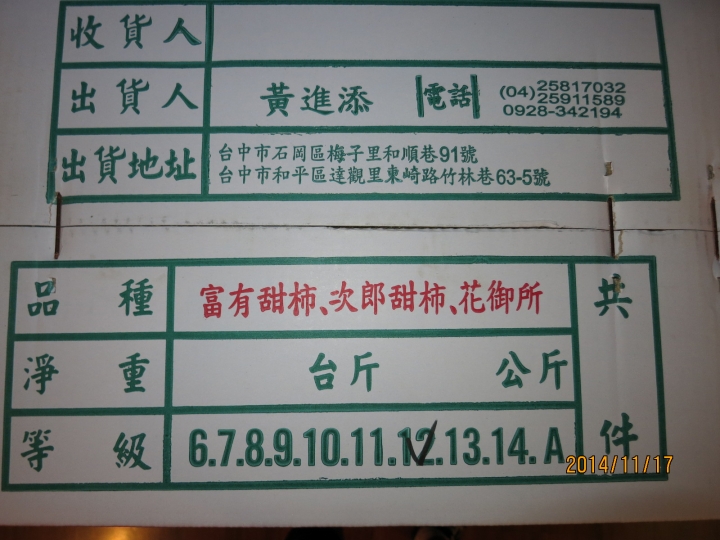 收貨人
出貨人 黃進添 電話 (04)25817032
25911589
0928-342194
出貨地址 台中市石岡區梅子里和順巷91號
台中市和平區達觀里東崎路竹林巷63-5號
品種 富有甜柿、次郎甜柿、花御所 共
淨重 台斤 公斤
等級 6.7.8.9.10.11.12.13.14.A 件
2014/11/17